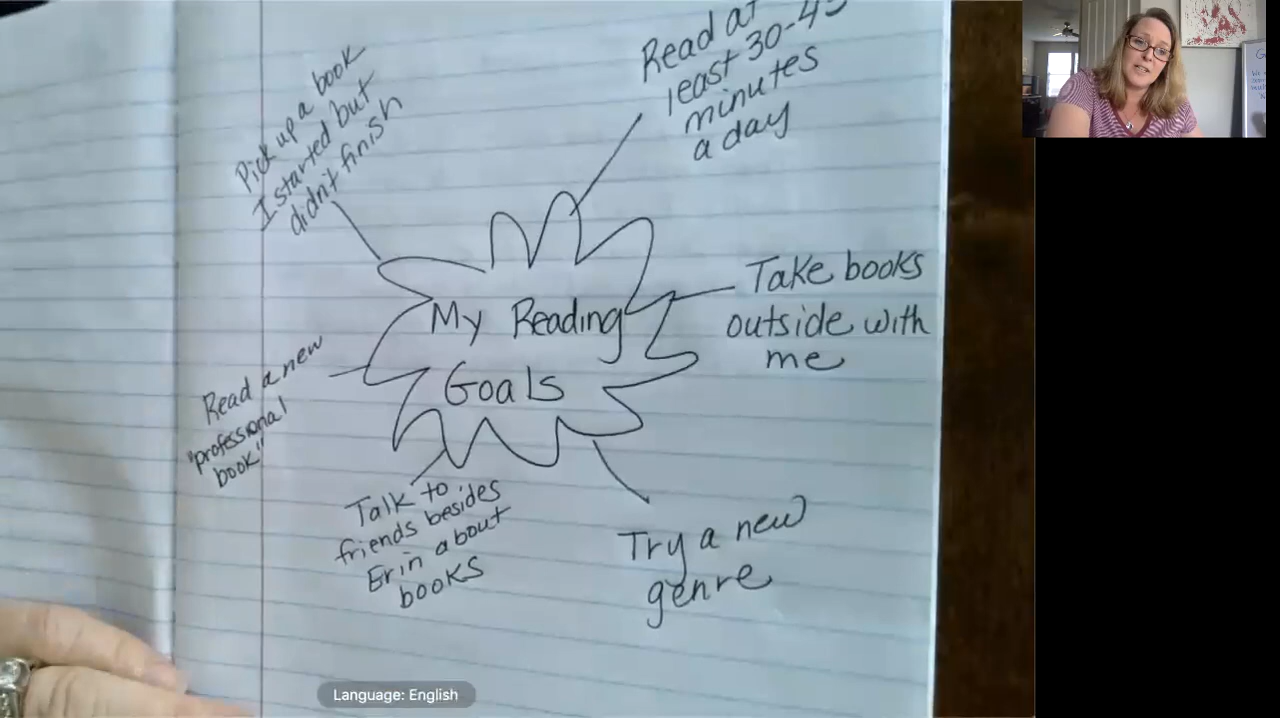 Pick up a book
I started but
didn't finish
Read at
least 30-45
minutes
a day
My Reading
Goals
Take books
outside with
me
Read a new
"professional
book"
Talk to
friends besides
Erin about
books
Try a new
genre
Language: English